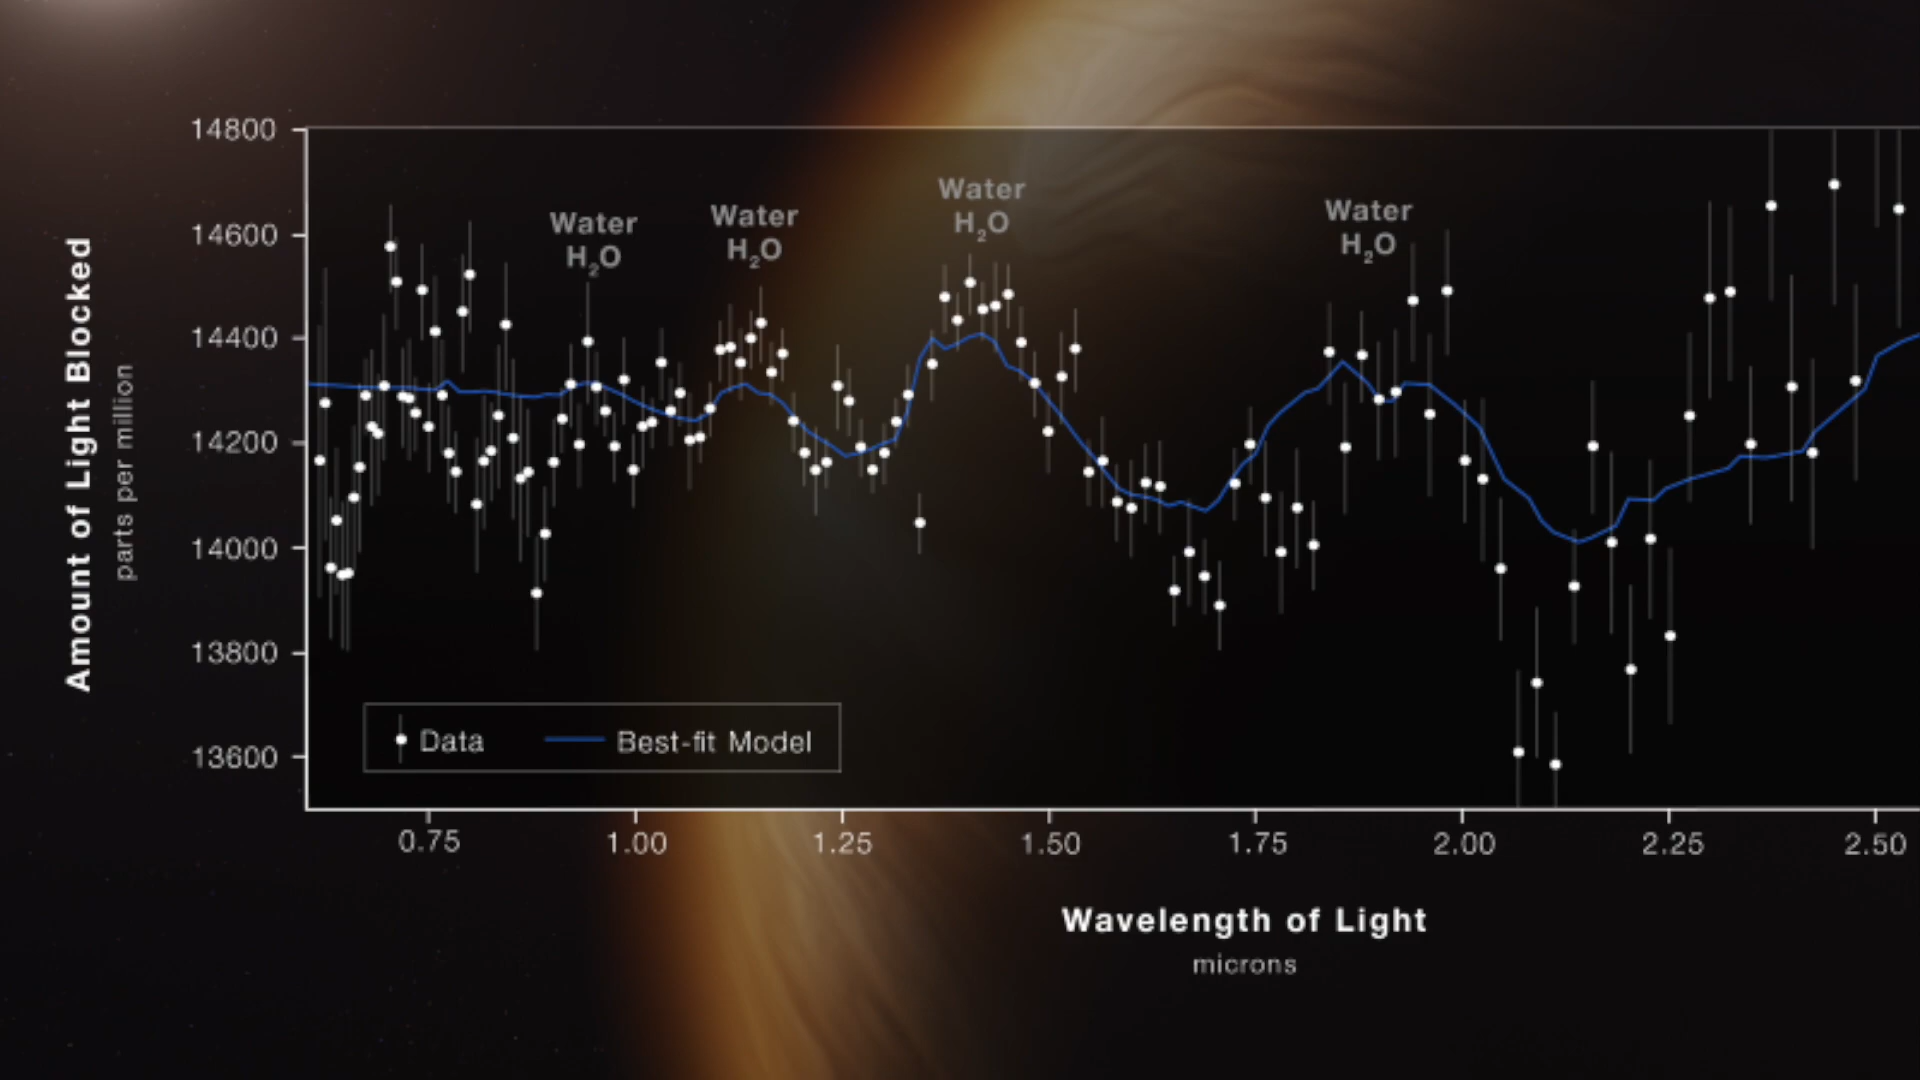 14800
14600
14400
14200
14000
13800
13600
Amount of Light Blocked
parts per million
Water
H₂O
Water
H₂O
Water
H₂O
Water
H₂O
Data
Best-fit Model
0.75
1.00
1.25
1.50
1.75
2.00
2.25
2.50
Wavelength of Light
microns